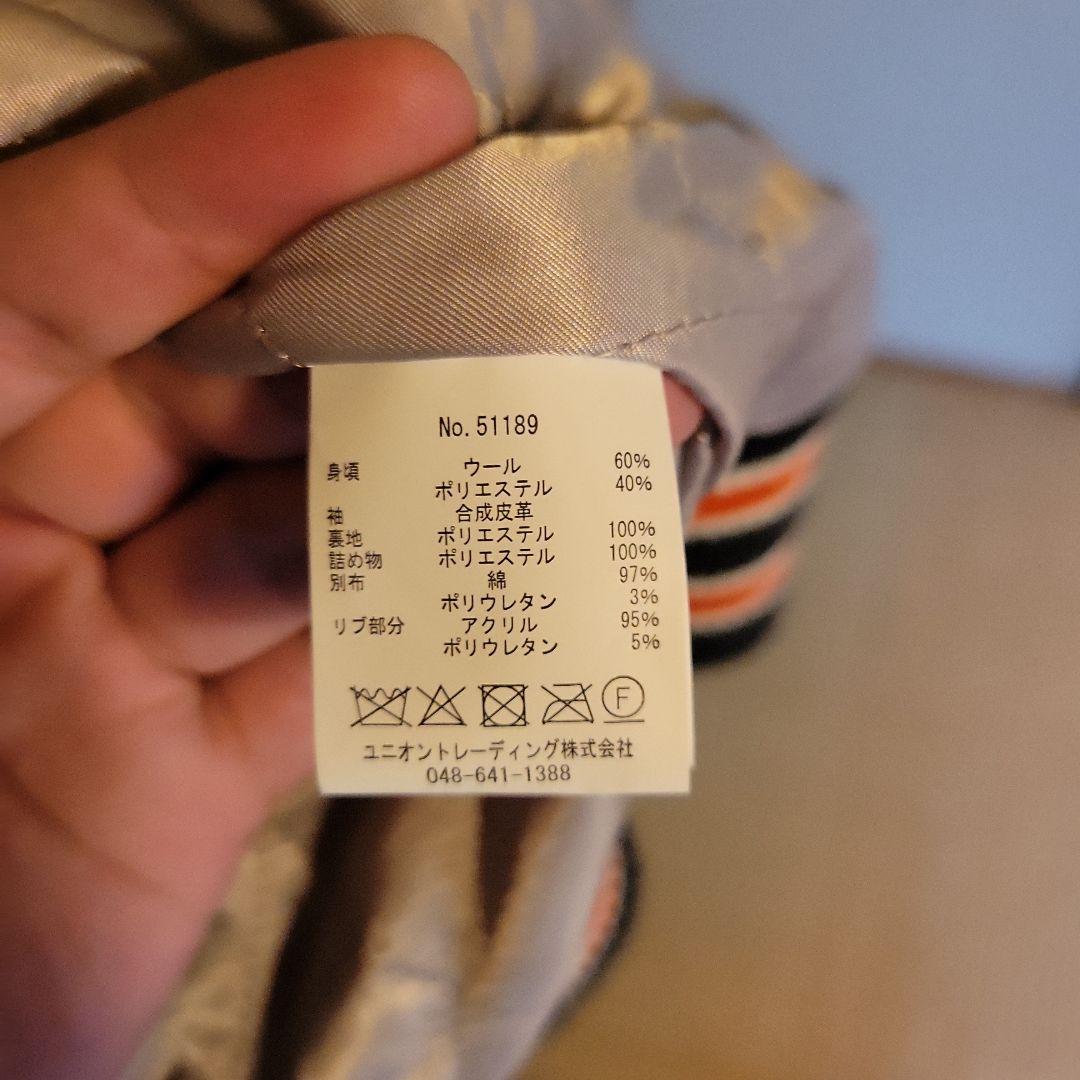 No.51189
身頃 ウール 60%
ポリエステル 40%
袖 合成皮革
裏地 ポリエステル 100%
詰め物 ポリエステル 100%
別布 綿 97%
ポリウレタン 3%
リブ部分 アクリル 95%
ポリウレタン 5%
F
ユニオントレーディング株式会社
048-641-1388